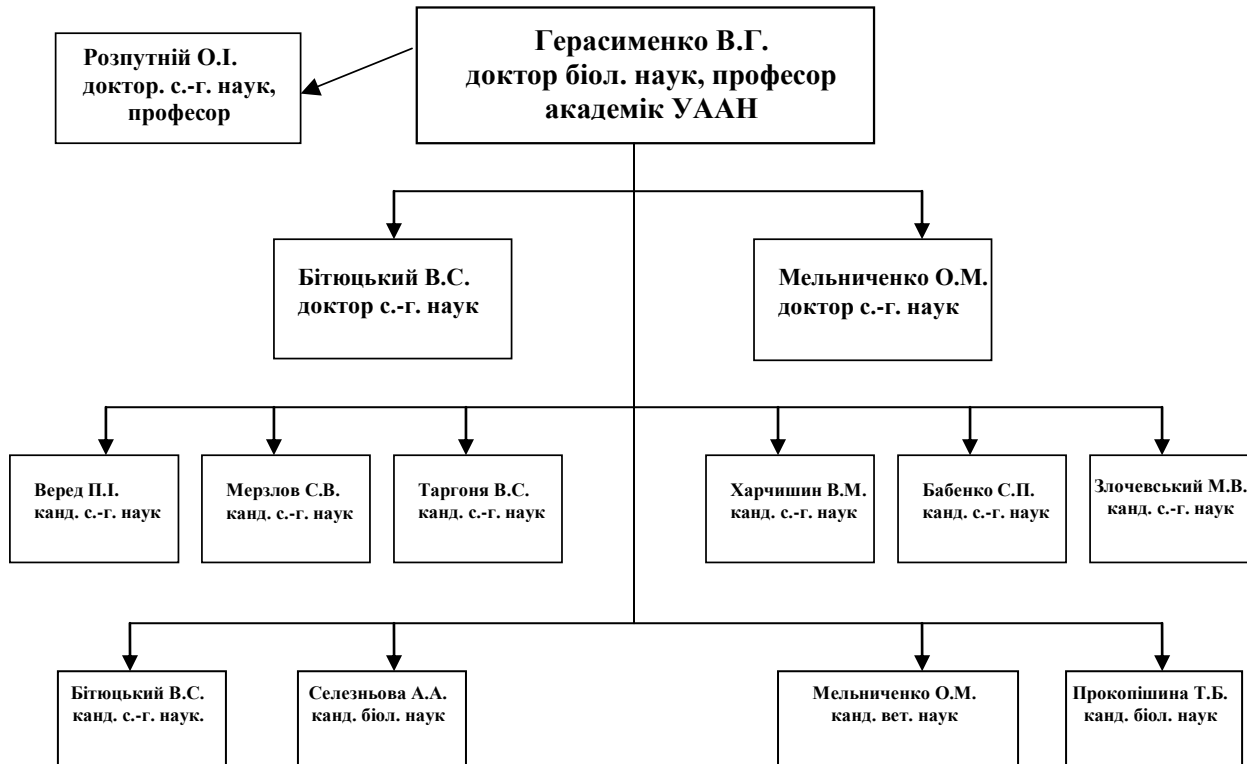 Герасименко В.Г.
доктор біол. наук, професор
академік УААН
Розпутній О.І.
доктор. с.-г. наук,
професор
Бітюцький В.С.
доктор с.-г. наук
Мельниченко О.М.
доктор с.-г. наук
Веред П.І.
канд. с.-г. наук
Мерзлов С.В.
канд. с.-г. наук
Таргоня В.С.
канд. с.-г. наук
Харчишин В.М.
канд. с.-г. наук
Бабенко С.П.
канд. с.-г. наук
Злочевський М.В.
канд. с.-г. наук
Бітюцький В.С.
канд. с.-г. наук.
Селезньова А.А.
канд. біол. наук
Мельниченко О.М.
канд. вет. наук
Прокопішина Т.Б.
канд. біол. наук